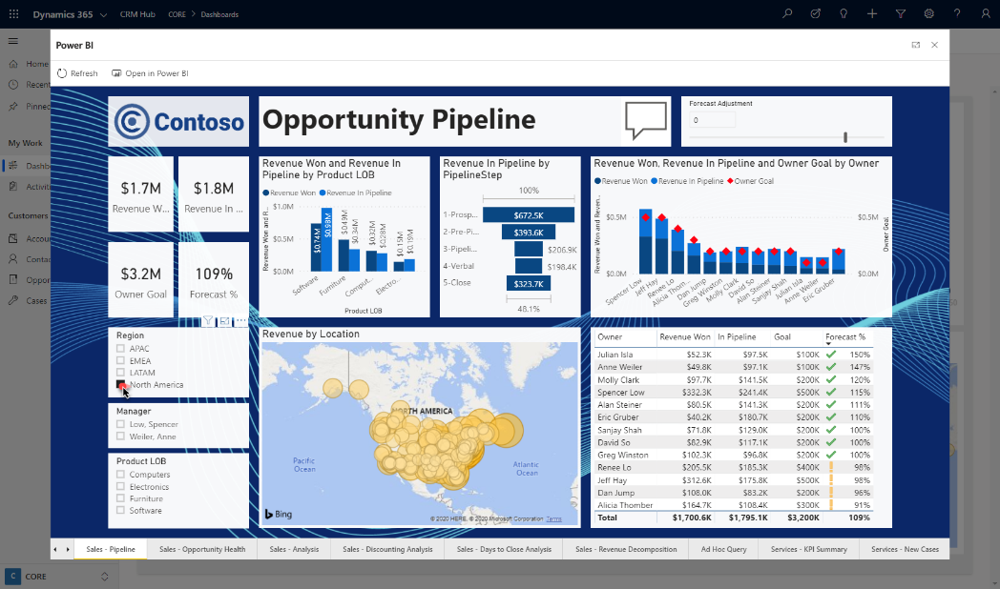 Dynamics 365 CRM Hub CORE > Dashboards
Power BI
Refresh Open in Power BI
Home
Recen
Pinned
My Work
Dashbo
Activiti
Customers
Accou
Contac
Oppor
Cases
C CORE
Contoso
Opportunity Pipeline
Forecast Adjustment
0
$1.7M
Revenue W...
$1.8M
Revenue In ...
$3.2M
Owner Goal
109%
Forecast %
Revenue Won and Revenue In
Pipeline by Product LOB
Revenue Won Revenue In Pipeline
Revenue Won and R...
$1.0M
$0.5M
$0.0M
$0.74M
$0.98M
$0.49M
$0.34M
$0.32M
$0.28M
$0.15M
$0.19M
Software
Furniture
Comput...
Electro...
Product LOB
Revenue In Pipeline by
PipelineStep
100%
1-Prosp... $672.5K
2-Pre-Pi... $393.6K
3-Pipeli... $206.9K
4-Verbal $198.4K
5-Close $323.7K
48.1%
Revenue Won, Revenue In Pipeline and Owner Goal by Owner
Revenue Won Revenue In Pipeline Owner Goal
Revenue Won and Reven...
$0.5M
$0.0M
$0.5M
$0.0M
Owner Goal
Spencer Low
Jeff Hay
Renee Lo
Alicia Thom...
Dan Jump
Greg Winston
Molly Clark
David So
Alan Steiner
Sanjay Shah
Julian Isla
Anne Weiler
Eric Gruber
Region
APAC
EMEA
LATAM
North America
Manager
Low, Spencer
Weiler, Anne
Product LOB
Computers
Electronics
Furniture
Software
Revenue by Location
NORTH AMERICA
Pacific
Ocean
Atlantic
Ocean
Bing
© 2020 HERE, © 2020 Microsoft Corporation Terms
Owner Revenue Won In Pipeline Goal Forecast %
Julian Isla $52.3K $97.5K $100K 150%
Anne Weiler $49.8K $97.1K $100K 147%
Molly Clark $97.7K $141.5K $200K 120%
Spencer Low $332.3K $241.4K $500K 115%
Alan Steiner $80.5K $141.3K $200K 111%
Eric Gruber $40.2K $180.7K $200K 110%
Sanjay Shah $71.8K $129.0K $200K 100%
David So $82.9K $117.1K $200K 100%
Greg Winston $102.3K $96.8K $200K 100%
Renee Lo $205.5K $185.3K $400K 98%
Jeff Hay $312.6K $175.8K $500K 98%
Dan Jump $108.0K $83.2K $200K 96%
Alicia Thomber $164.7K $108.4K $300K 91%
Total $1,700.6K $1,795.1K $3,200K 109%
Sales - Pipeline Sales - Opportunity Health Sales - Analysis Sales - Discounting Analysis Sales - Days to Close Analysis Sales - Revenue Decomposition Ad Hoc Query Services - KPI Summary Services - New Cases